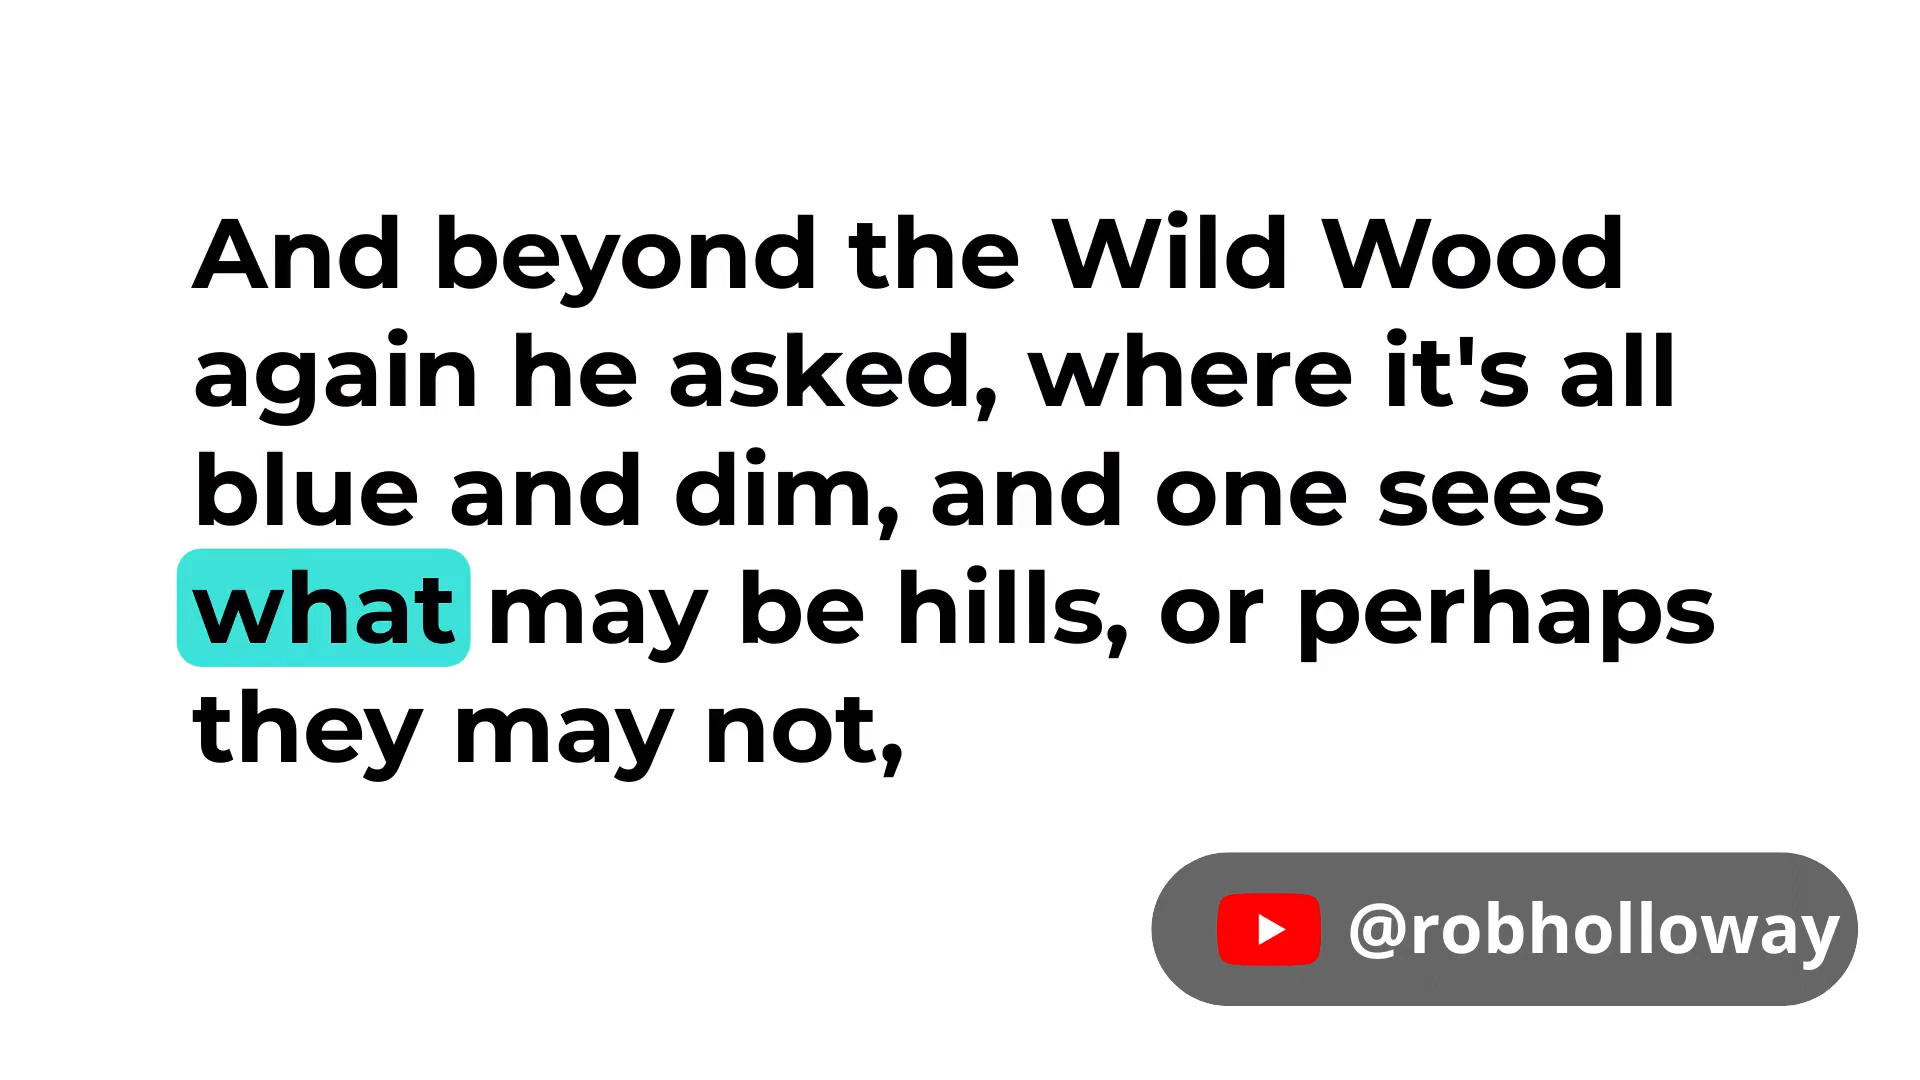 And beyond the Wild Wood
again he asked, where it's all
blue and dim, and one sees
what may be hills, or perhaps
they may not,
@robholloway